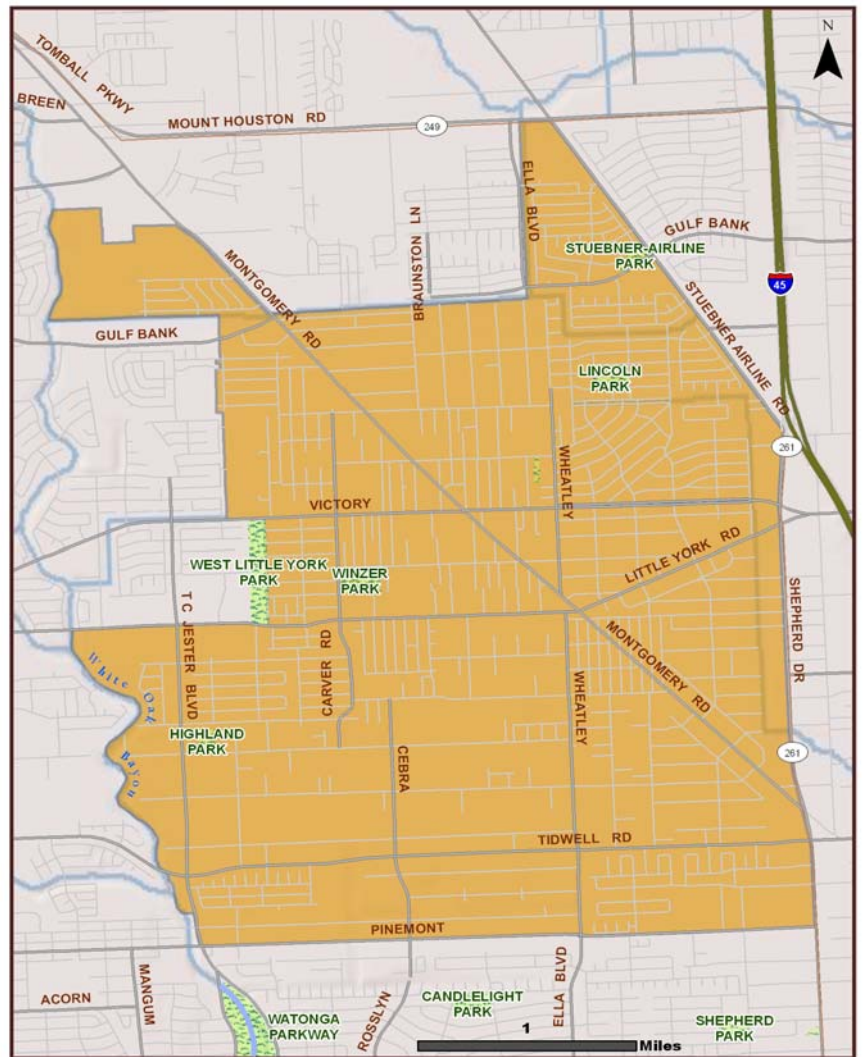 N
TOMBALL PKWY
BREEN
MOUNT HOUSTON RD
249
ELLA BLVD
GULF BANK
STUEBNER-AIRLINE
PARK
BRAUNSTON LN
MONTGOMERY RD
45
STUEBNER AIRLINE RD
GULF BANK
LINCOLN
PARK
261
WHEATLEY
VICTORY
LITTLE YORK RD
WEST LITTLE YORK
PARK
WINZER
PARK
SHEPHERD DR
T C JESTER BLVD
CARVER RD
MONTGOMERY RD
White Oak
Bayou
WHEATLEY
HIGHLAND
PARK
CEBRA
261
TIDWELL RD
PINEMONT
ACORN
MANGUM
WATONGA
PARKWAY
ROSSLYN
CANDLELIGHT
PARK
ELLA BLVD
SHEPHERD
PARK
1
Miles